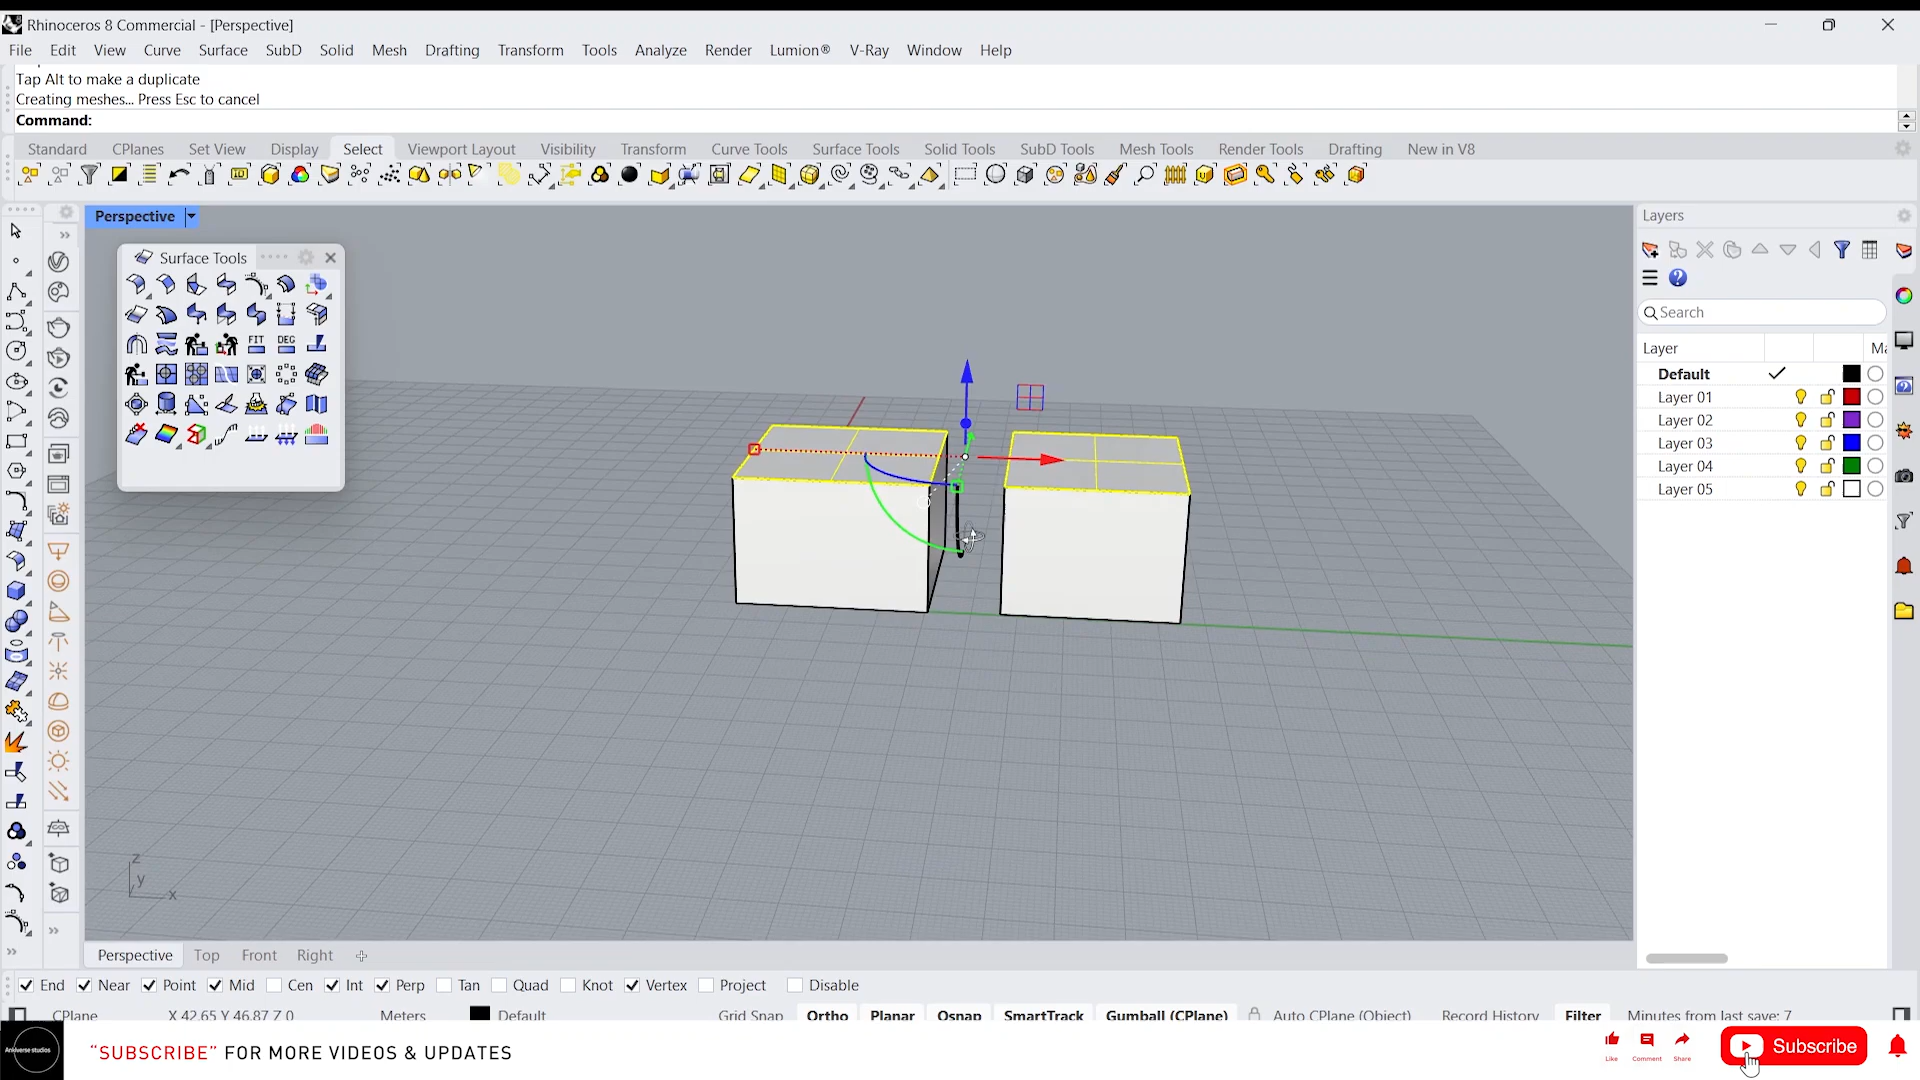 Rhinoceros 8 Commercial - [Perspective]
File Edit View Curve Surface SubD Solid Mesh Drafting Transform Tools Analyze Render Lumion® V-Ray Window Help
Tap Alt to make a duplicate
Creating meshes... Press Esc to cancel
Command:
Standard CPlanes Set View Display Select Viewport Layout Visibility Transform Curve Tools Surface Tools Solid Tools SubD Tools Mesh Tools Render Tools Drafting New in V8
Perspective
Layers
Surface Tools
FIT DEG
Search
Layer
Default
Layer 01
Layer 02
Layer 03
Layer 04
Layer 05
z
y
x
Perspective Top Front Right
End Near Point Mid Cen Int Perp Tan Quad Knot Vertex Project Disable
CPlane X 42.65 Y 46.87 Z 0 Meters Default Grid Snap Ortho Planar Osnap SmartTrack Gumball (CPlane) Auto CPlane (Object) Record History Filter Minutes from last save: 7
“SUBSCRIBE” FOR MORE VIDEOS & UPDATES
Like Comment Share
Subscribe